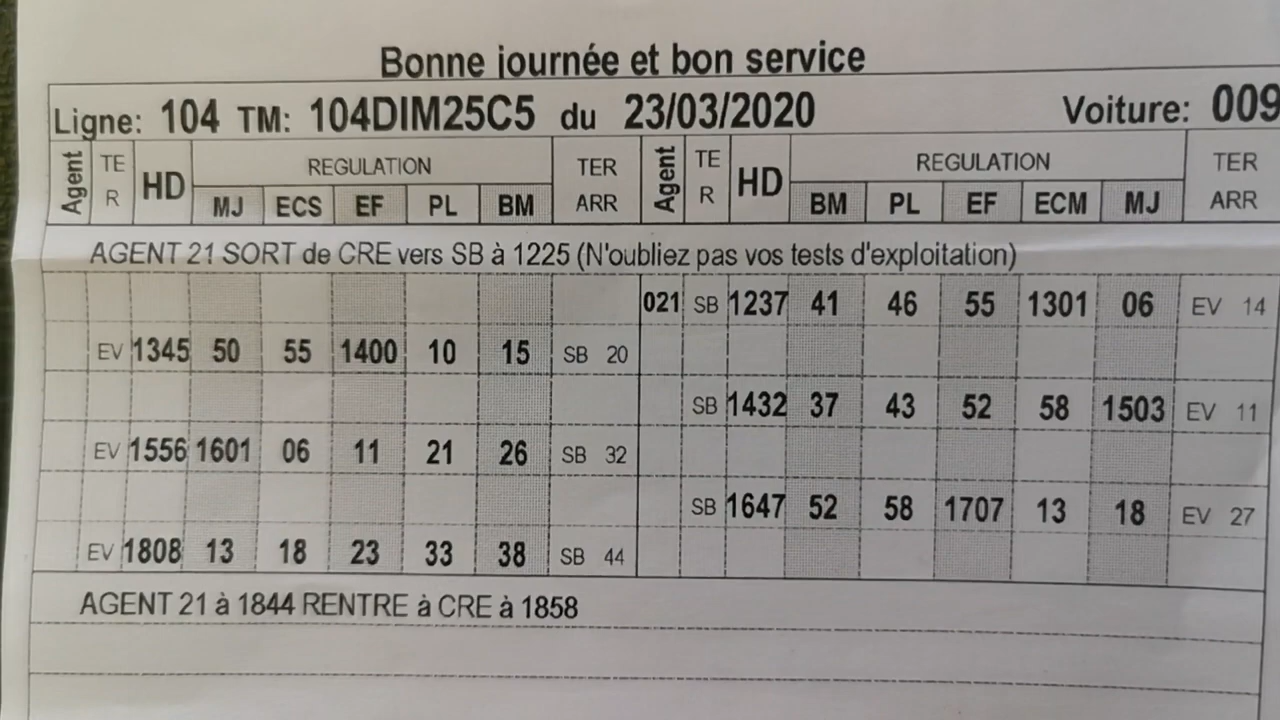 Bonne journée et bon service
Ligne: 104 TM: 104DIM25C5 du 23/03/2020 Voiture: 009
Agent TER HD REGULATION TER ARR Agent TER HD REGULATION TER ARR
MJ ECS EF PL BM BM PL EF ECM MJ
AGENT 21 SORT de CRE vers SB à 1225 (N'oubliez pas vos tests d'exploitation)
021 SB 1237 41 46 55 1301 06 EV 14
EV 1345 50 55 1400 10 15 SB 20
SB 1432 37 43 52 58 1503 EV 11
EV 1556 1601 06 11 21 26 SB 32
SB 1647 52 58 1707 13 18 EV 27
EV 1808 13 18 23 33 38 SB 44
AGENT 21 à 1844 RENTRE à CRE à 1858